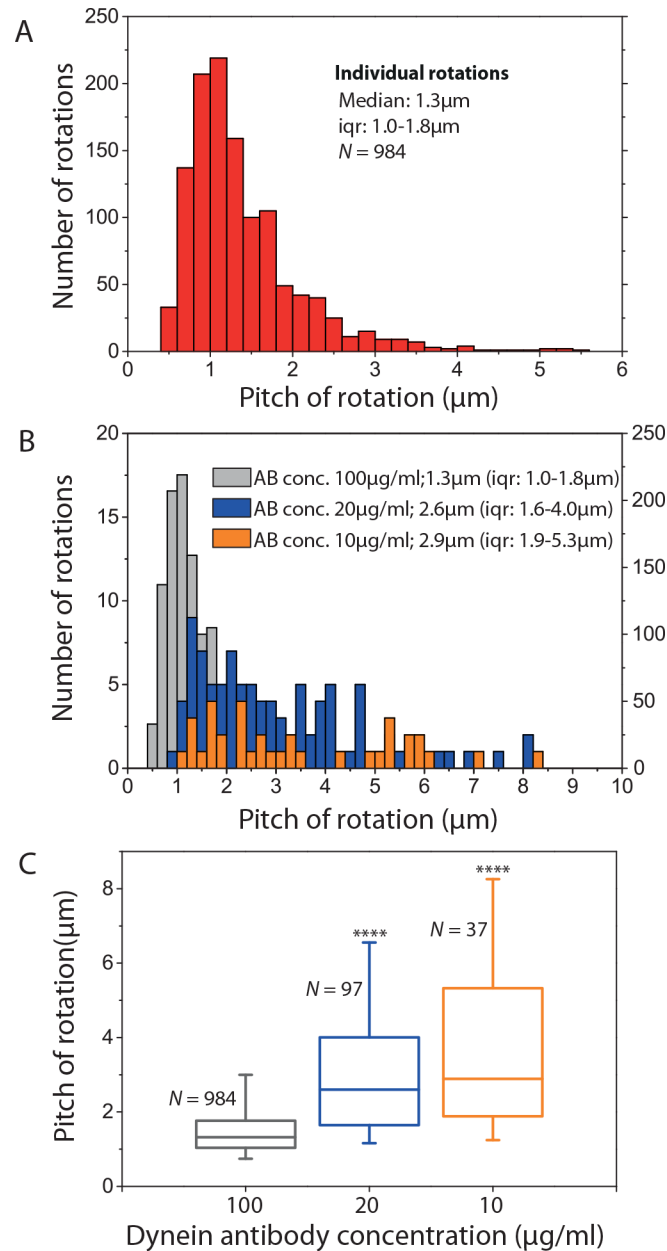 A
250
200
150
100
50
0
Number of rotations
Individual rotations
Median: 1.3μm
iqr: 1.0-1.8μm
N = 984
0 1 2 3 4 5 6
Pitch of rotation (μm)
B
20
15
10
5
0
Number of rotations
AB conc. 100μg/ml;1.3μm (iqr: 1.0-1.8μm)
AB conc. 20μg/ml; 2.6μm (iqr: 1.6-4.0μm)
AB conc. 10μg/ml; 2.9μm (iqr: 1.9-5.3μm)
250
200
150
100
50
0
0 1 2 3 4 5 6 7 8 9 10
Pitch of rotation (μm)
C
8
6
4
2
0
Pitch of rotation(μm)
N = 984
****
N = 97
****
N = 37
100 20 10
Dynein antibody concentration (μg/ml)